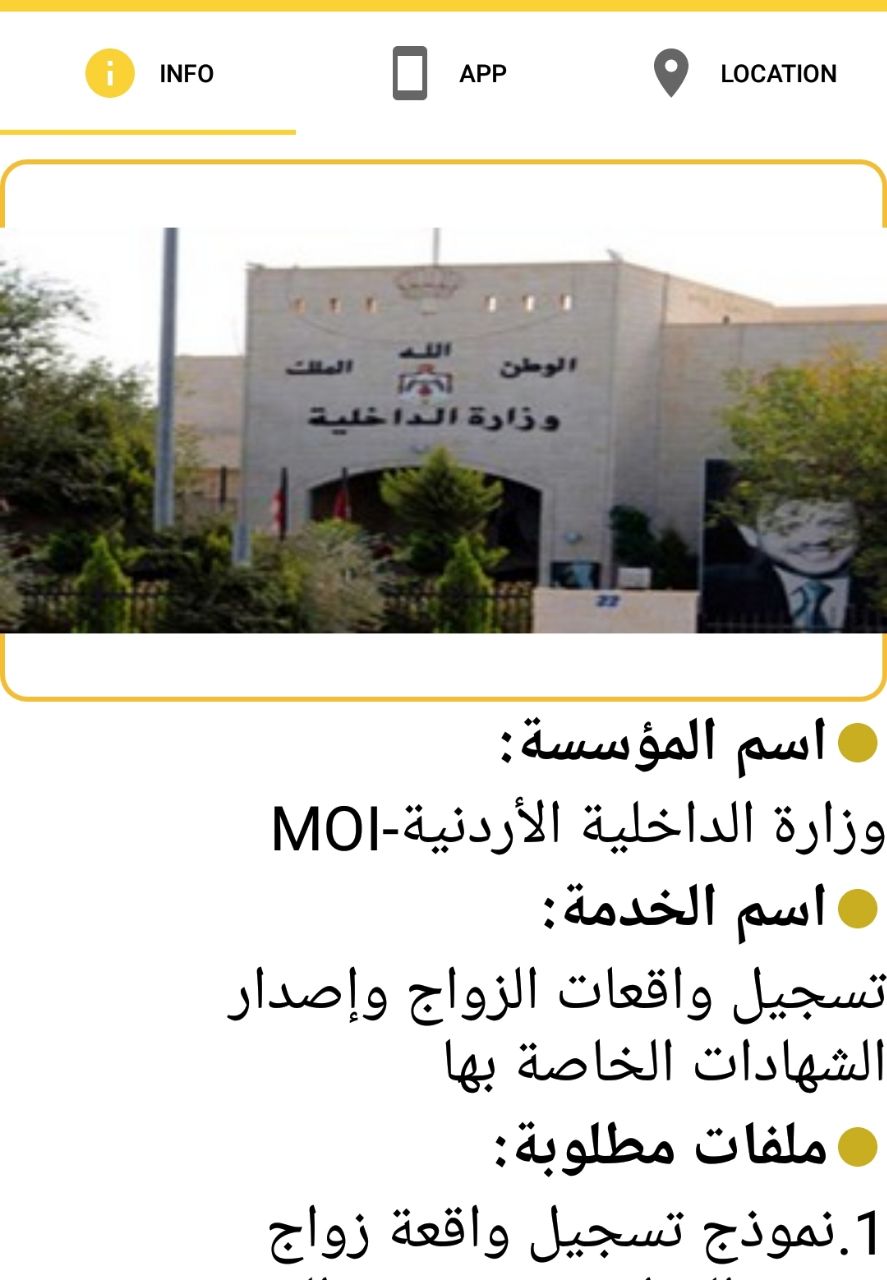 INFO
APP
LOCATION
الله
الوطن
الملك
وزارة الداخلية
22
اسم المؤسسة:
وزارة الداخلية الأردنية-MOI
اسم الخدمة:
تسجيل واقعات الزواج وإصدار
الشهادات الخاصة بها
ملفات مطلوبة:
1.نموذج تسجيل واقعة زواج